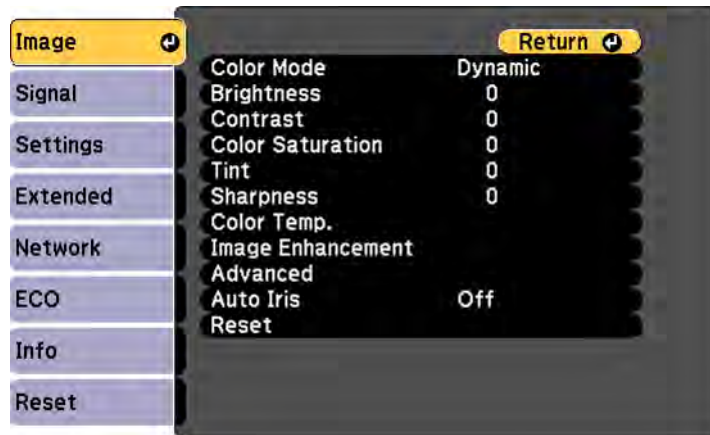 Image
Signal
Settings
Extended
Network
ECO
Info
Reset
Return
Color Mode Dynamic
Brightness 0
Contrast 0
Color Saturation 0
Tint 0
Sharpness 0
Color Temp.
Image Enhancement
Advanced
Auto Iris Off
Reset